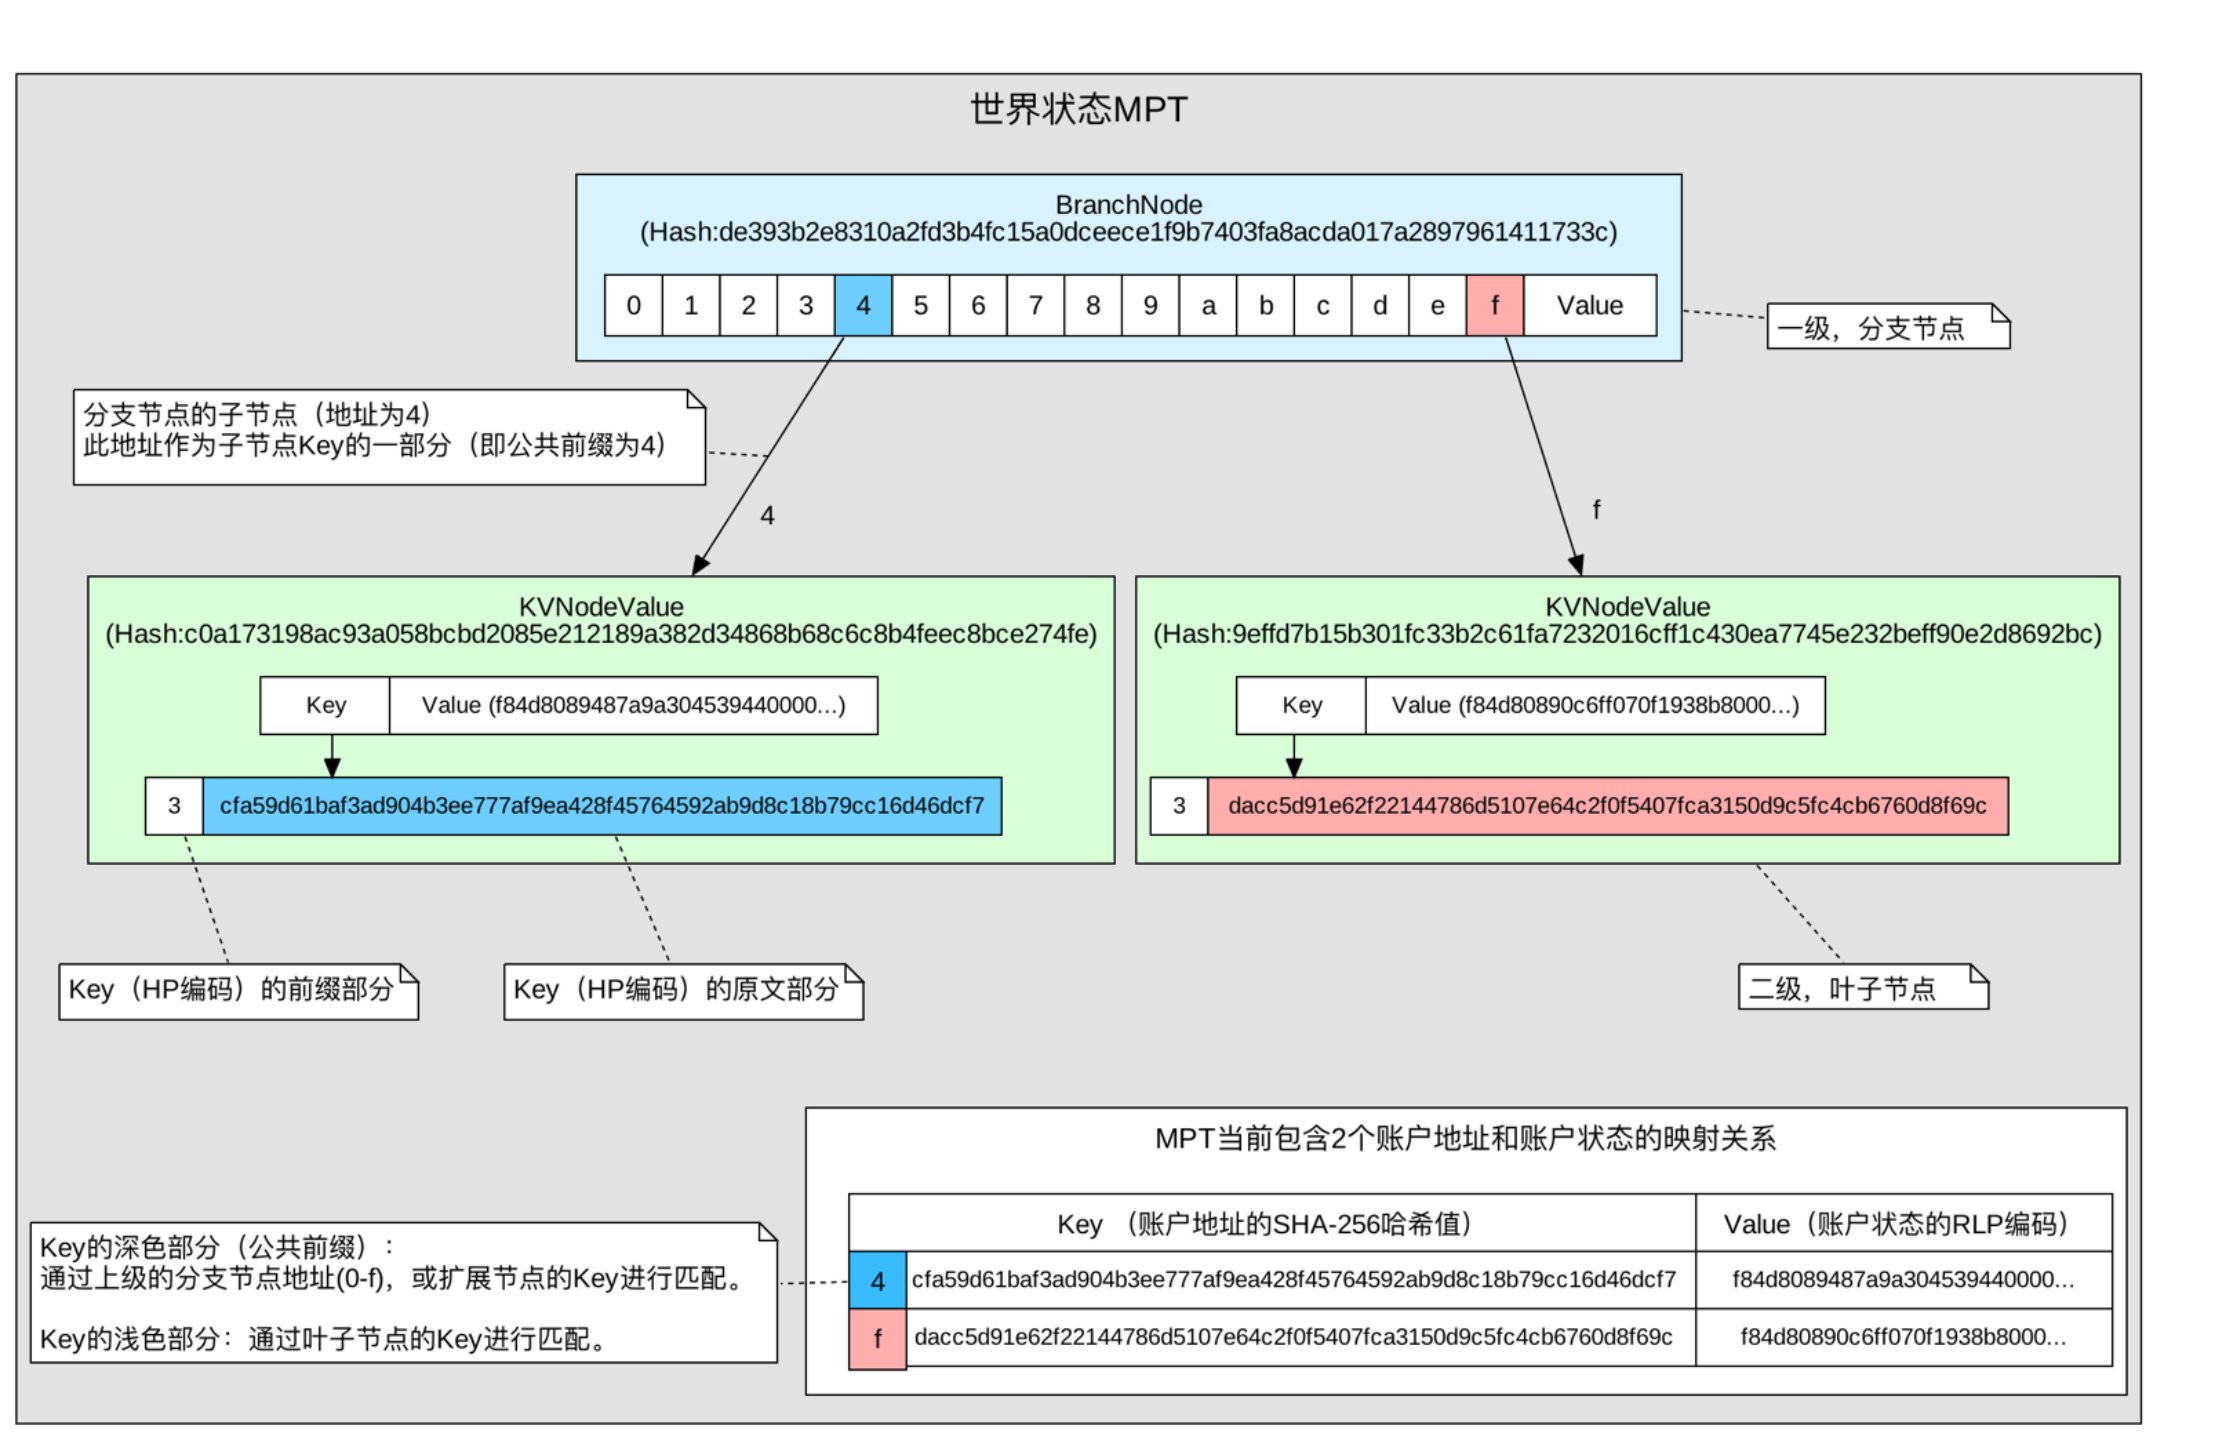 世界状态MPT
BranchNode
(Hash:de393b2e8310a2fd3b4fc15a0dceece1f9b7403fa8acda017a2897961411733c)
0 1 2 3 4 5 6 7 8 9 a b c d e f Value
一级，分支节点
分支节点的子节点（地址为4）
此地址作为子节点Key的一部分（即公共前缀为4）
4
f
KVNodeValue
(Hash:c0a173198ac93a058bcbd2085e212189a382d34868b68c6c8b4feec8bce274fe)
Key Value (f84d8089487a9a304539440000...)
3 cfa59d61baf3ad904b3ee777af9ea428f45764592ab9d8c18b79cc16d46dcf7
KVNodeValue
(Hash:9effd7b15b301fc33b2c61fa7232016cff1c430ea7745e232beff90e2d8692bc)
Key Value (f84d80890c6ff070f1938b8000...)
3 dacc5d91e62f22144786d5107e64c2f0f5407fca3150d9c5fc4cb6760d8f69c
Key（HP编码）的前缀部分
Key（HP编码）的原文部分
二级，叶子节点
MPT当前包含2个账户地址和账户状态的映射关系
Key （账户地址的SHA-256哈希值） Value（账户状态的RLP编码）
4 cfa59d61baf3ad904b3ee777af9ea428f45764592ab9d8c18b79cc16d46dcf7 f84d8089487a9a304539440000...
f dacc5d91e62f22144786d5107e64c2f0f5407fca3150d9c5fc4cb6760d8f69c f84d80890c6ff070f1938b8000...
Key的深色部分（公共前缀）：
通过上级的分支节点地址(0-f)，或扩展节点的Key进行匹配。
Key的浅色部分：通过叶子节点的Key进行匹配。